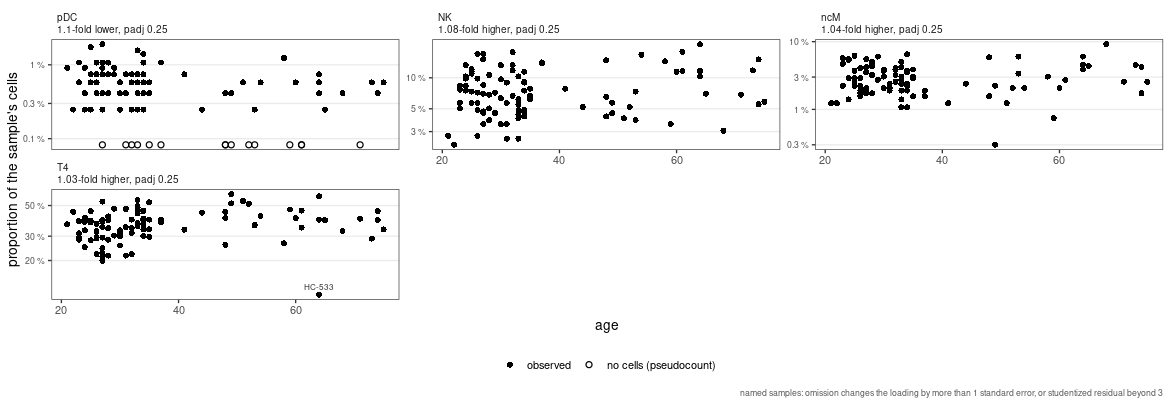 pDC
1.1-fold lower, padj 0.25
1 %
0.3 %
0.1 %
NK
1.08-fold higher, padj 0.25
10 %
5 %
3 %
20
40
60
ncM
1.04-fold higher, padj 0.25
10 %
3 %
1 %
0.3 %
20
40
60
T4
1.03-fold higher, padj 0.25
50 %
30 %
20 %
HC-533
20
40
60
proportion of the sample's cells
age
observed
no cells (pseudocount)
named samples: omission changes the loading by more than 1 standard error, or studentized residual beyond 3